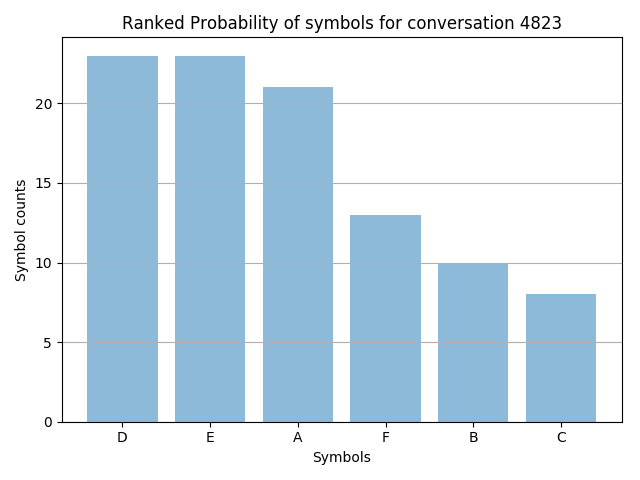 Ranked Probability of symbols for conversation 4823
Symbol counts
20
15
10
5
0
D E A F B C
Symbols